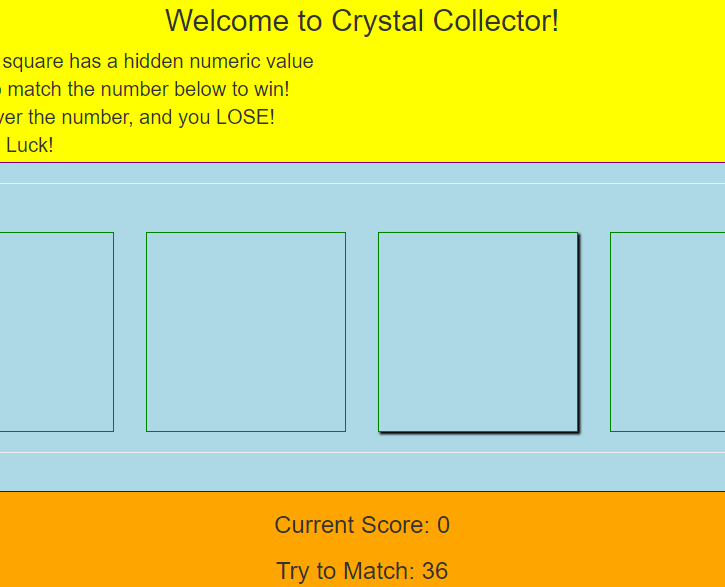 Welcome to Crystal Collector!
square has a hidden numeric value
match the number below to win!
the number, and you LOSE!
Luck!
Current Score: 0
Try to Match: 36